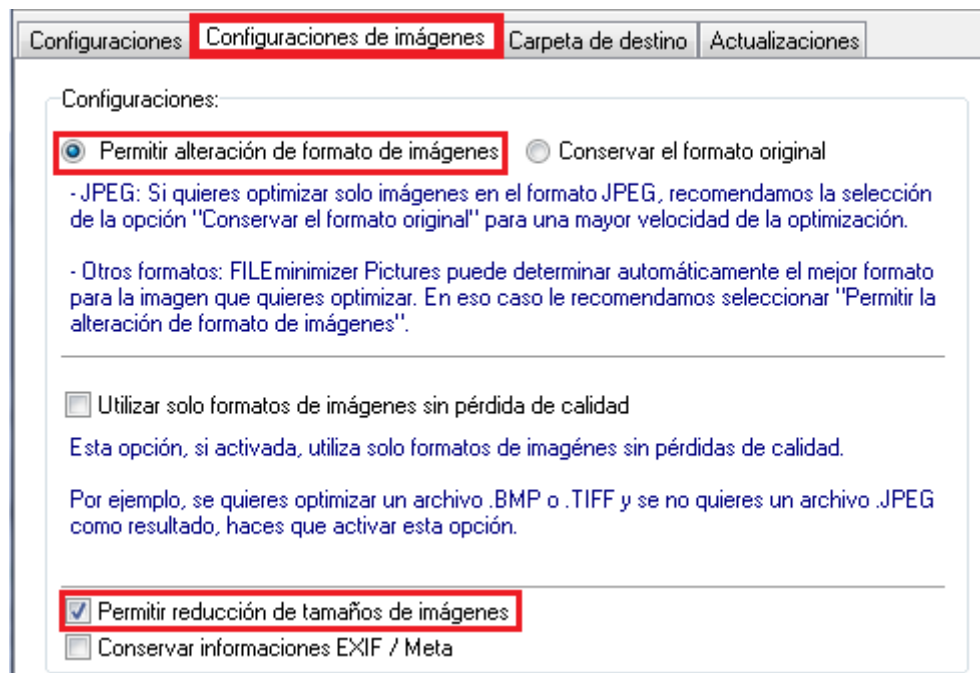 Configuraciones Configuraciones de imágenes Carpeta de destino Actualizaciones
Configuraciones:
Permitir alteración de formato de imágenes Conservar el formato original
- JPEG: Si quieres optimizar solo imágenes en el formato JPEG, recomendamos la selección
de la opción "Conservar el formato original" para una mayor velocidad de la optimización.
- Otros formatos: FILEminimizer Pictures puede determinar automáticamente el mejor formato
para la imagen que quieres optimizar. En eso caso le recomendamos seleccionar "Permitir la
alteración de formato de imágenes".
Utilizar solo formatos de imágenes sin pérdida de calidad
Esta opción, si activada, utiliza solo formatos de imagénes sin pérdidas de calidad.
Por ejemplo, se quieres optimizar un archivo .BMP o .TIFF y se no quieres un archivo .JPEG
como resultado, haces que activar esta opción.
Permitir reducción de tamaños de imágenes
Conservar informaciones EXIF / Meta